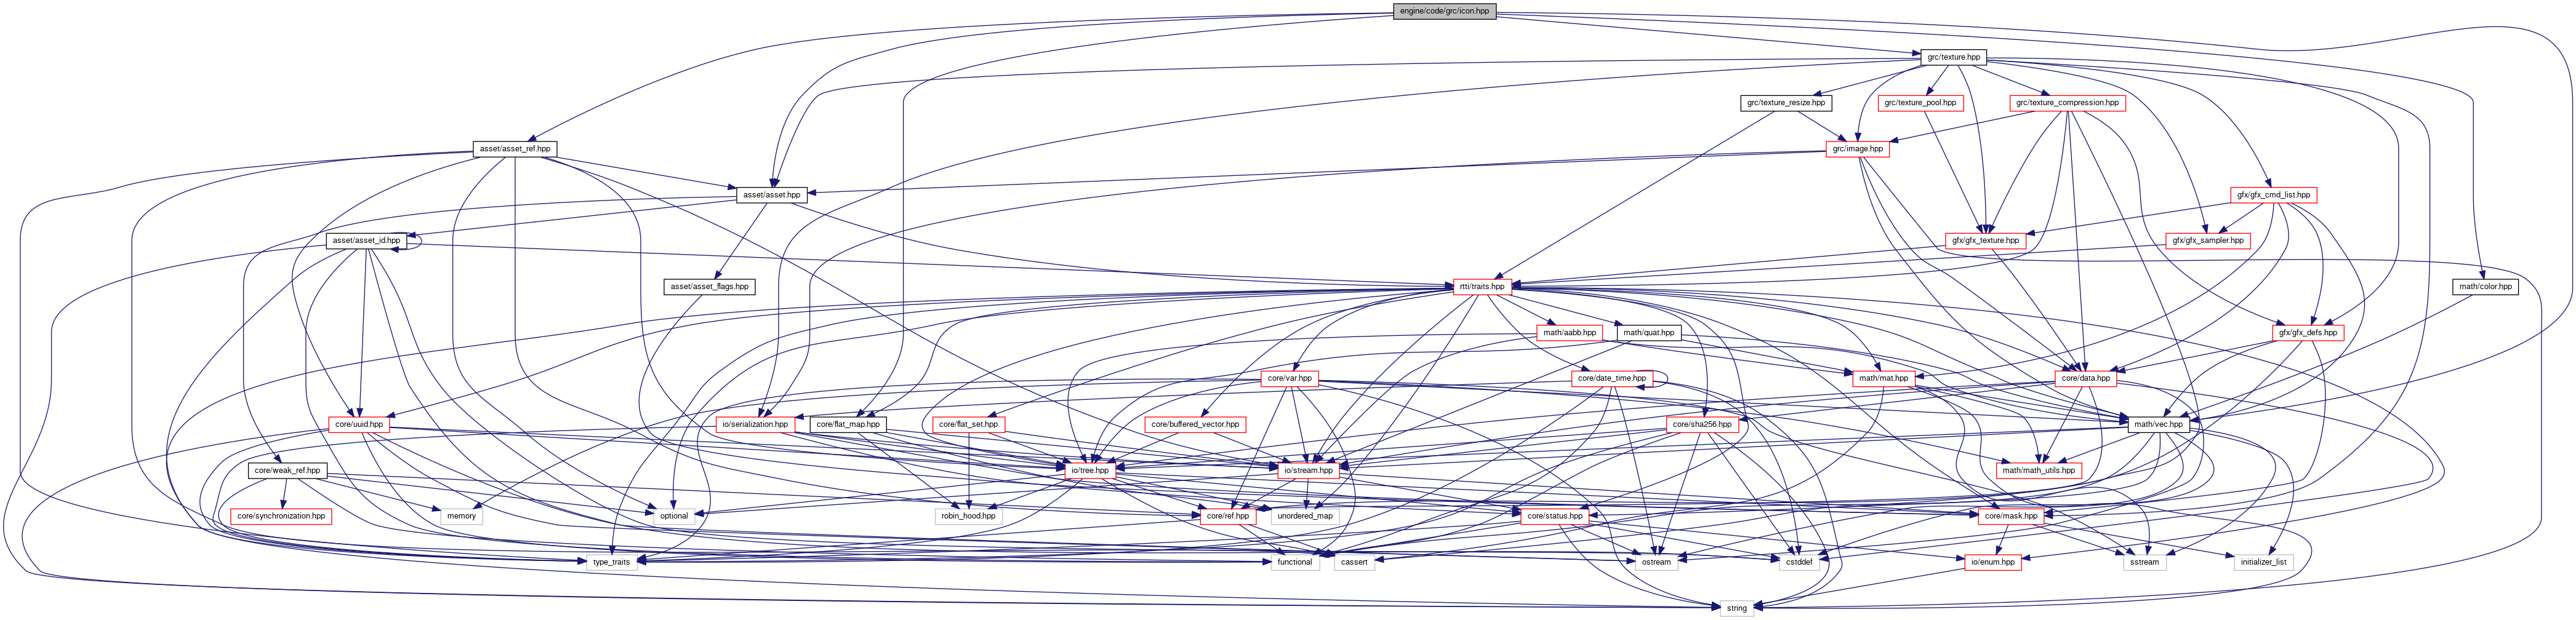 engine/code/grc/icon.hpp
grc/texture.hpp
grc/texture_resize.hpp
grc/texture_pool.hpp
grc/texture_compression.hpp
asset/asset_ref.hpp
grc/image.hpp
asset/asset.hpp
gfx/gfx_cmd_list.hpp
asset/asset_id.hpp
gfx/gfx_texture.hpp
gfx/gfx_sampler.hpp
asset/asset_flags.hpp
rtti/traits.hpp
math/color.hpp
math/aabb.hpp
math/quat.hpp
gfx/gfx_defs.hpp
core/var.hpp
core/date_time.hpp
math/mat.hpp
core/data.hpp
core/uuid.hpp
io/serialization.hpp
core/flat_map.hpp
core/flat_set.hpp
core/buffered_vector.hpp
core/sha256.hpp
math/vec.hpp
core/weak_ref.hpp
io/tree.hpp
io/stream.hpp
math/math_utils.hpp
core/synchronization.hpp
memory
optional
robin_hood.hpp
core/ref.hpp
unordered_map
core/status.hpp
core/mask.hpp
type_traits
functional
cassert
ostream
cstddef
io/enum.hpp
sstream
initializer_list
string